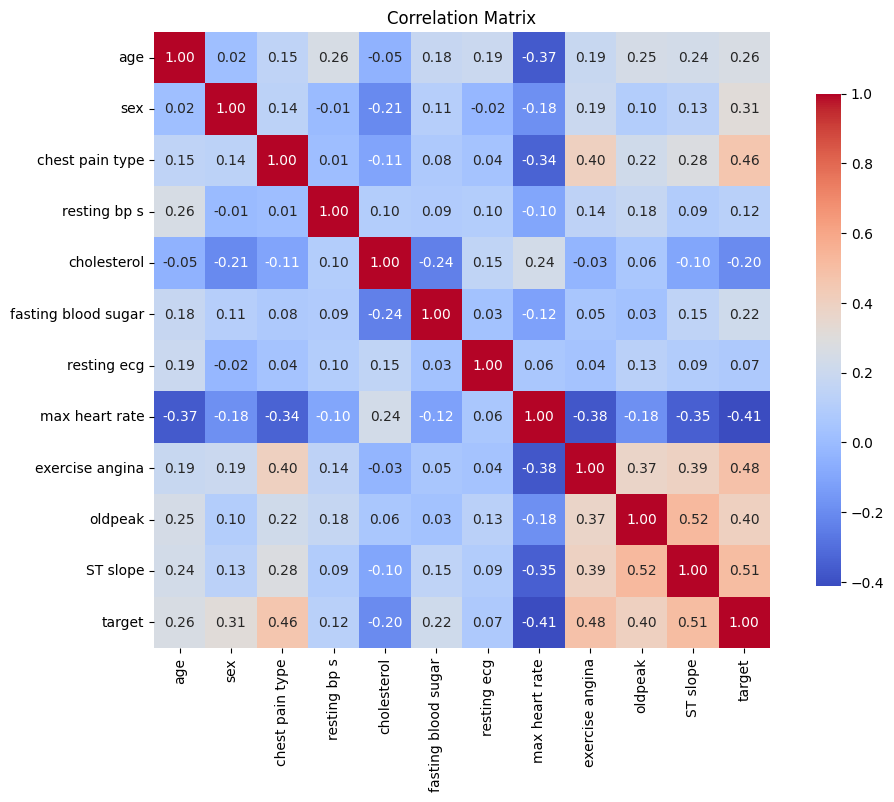 Correlation Matrix
age 1.00 0.02 0.15 0.26 -0.05 0.18 0.19 -0.37 0.19 0.25 0.24 0.26
sex 0.02 1.00 0.14 -0.01 -0.21 0.11 -0.02 -0.18 0.19 0.10 0.13 0.31
chest pain type 0.15 0.14 1.00 0.01 -0.11 0.08 0.04 -0.34 0.40 0.22 0.28 0.46
resting bp s 0.26 -0.01 0.01 1.00 0.10 0.09 0.10 -0.10 0.14 0.18 0.09 0.12
cholesterol -0.05 -0.21 -0.11 0.10 1.00 -0.24 0.15 0.24 -0.03 0.06 -0.10 -0.20
fasting blood sugar 0.18 0.11 0.08 0.09 -0.24 1.00 0.03 -0.12 0.05 0.03 0.15 0.22
resting ecg 0.19 -0.02 0.04 0.10 0.15 0.03 1.00 0.06 0.04 0.13 0.09 0.07
max heart rate -0.37 -0.18 -0.34 -0.10 0.24 -0.12 0.06 1.00 -0.38 -0.18 -0.35 -0.41
exercise angina 0.19 0.19 0.40 0.14 -0.03 0.05 0.04 -0.38 1.00 0.37 0.39 0.48
oldpeak 0.25 0.10 0.22 0.18 0.06 0.03 0.13 -0.18 0.37 1.00 0.52 0.40
ST slope 0.24 0.13 0.28 0.09 -0.10 0.15 0.09 -0.35 0.39 0.52 1.00 0.51
target 0.26 0.31 0.46 0.12 -0.20 0.22 0.07 -0.41 0.48 0.40 0.51 1.00
age
sex
chest pain type
resting bp s
cholesterol
fasting blood sugar
resting ecg
max heart rate
exercise angina
oldpeak
ST slope
target
1.0
0.8
0.6
0.4
0.2
0.0
−0.2
−0.4